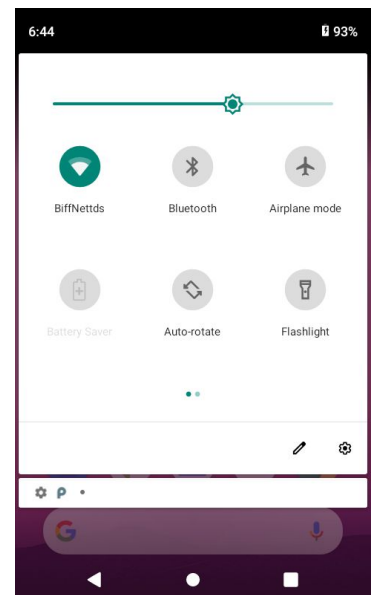 6:44 93%
BiffNettds Bluetooth Airplane mode
Battery Saver Auto-rotate Flashlight
G